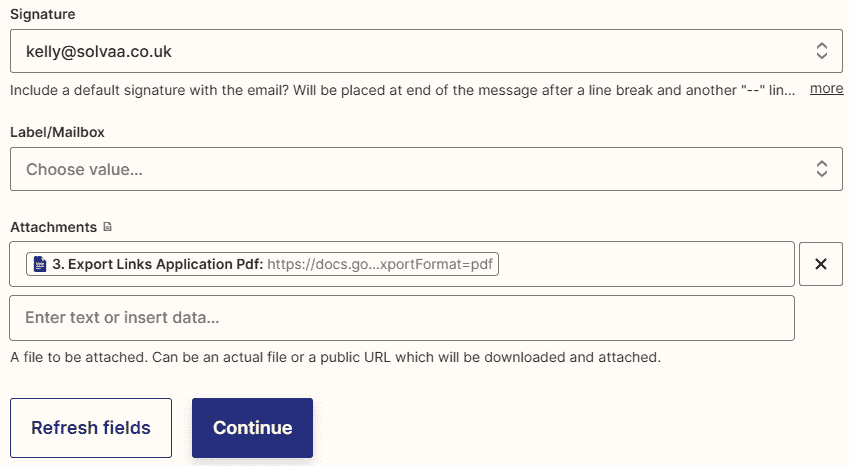 Signature
kelly@solvaa.co.uk
Include a default signature with the email? Will be placed at end of the message after a line break and another "--" lin... more
Label/Mailbox
Choose value...
Attachments
3. Export Links Application Pdf: https://docs.go...xportFormat=pdf
Enter text or insert data...
A file to be attached. Can be an actual file or a public URL which will be downloaded and attached.
Refresh fields Continue